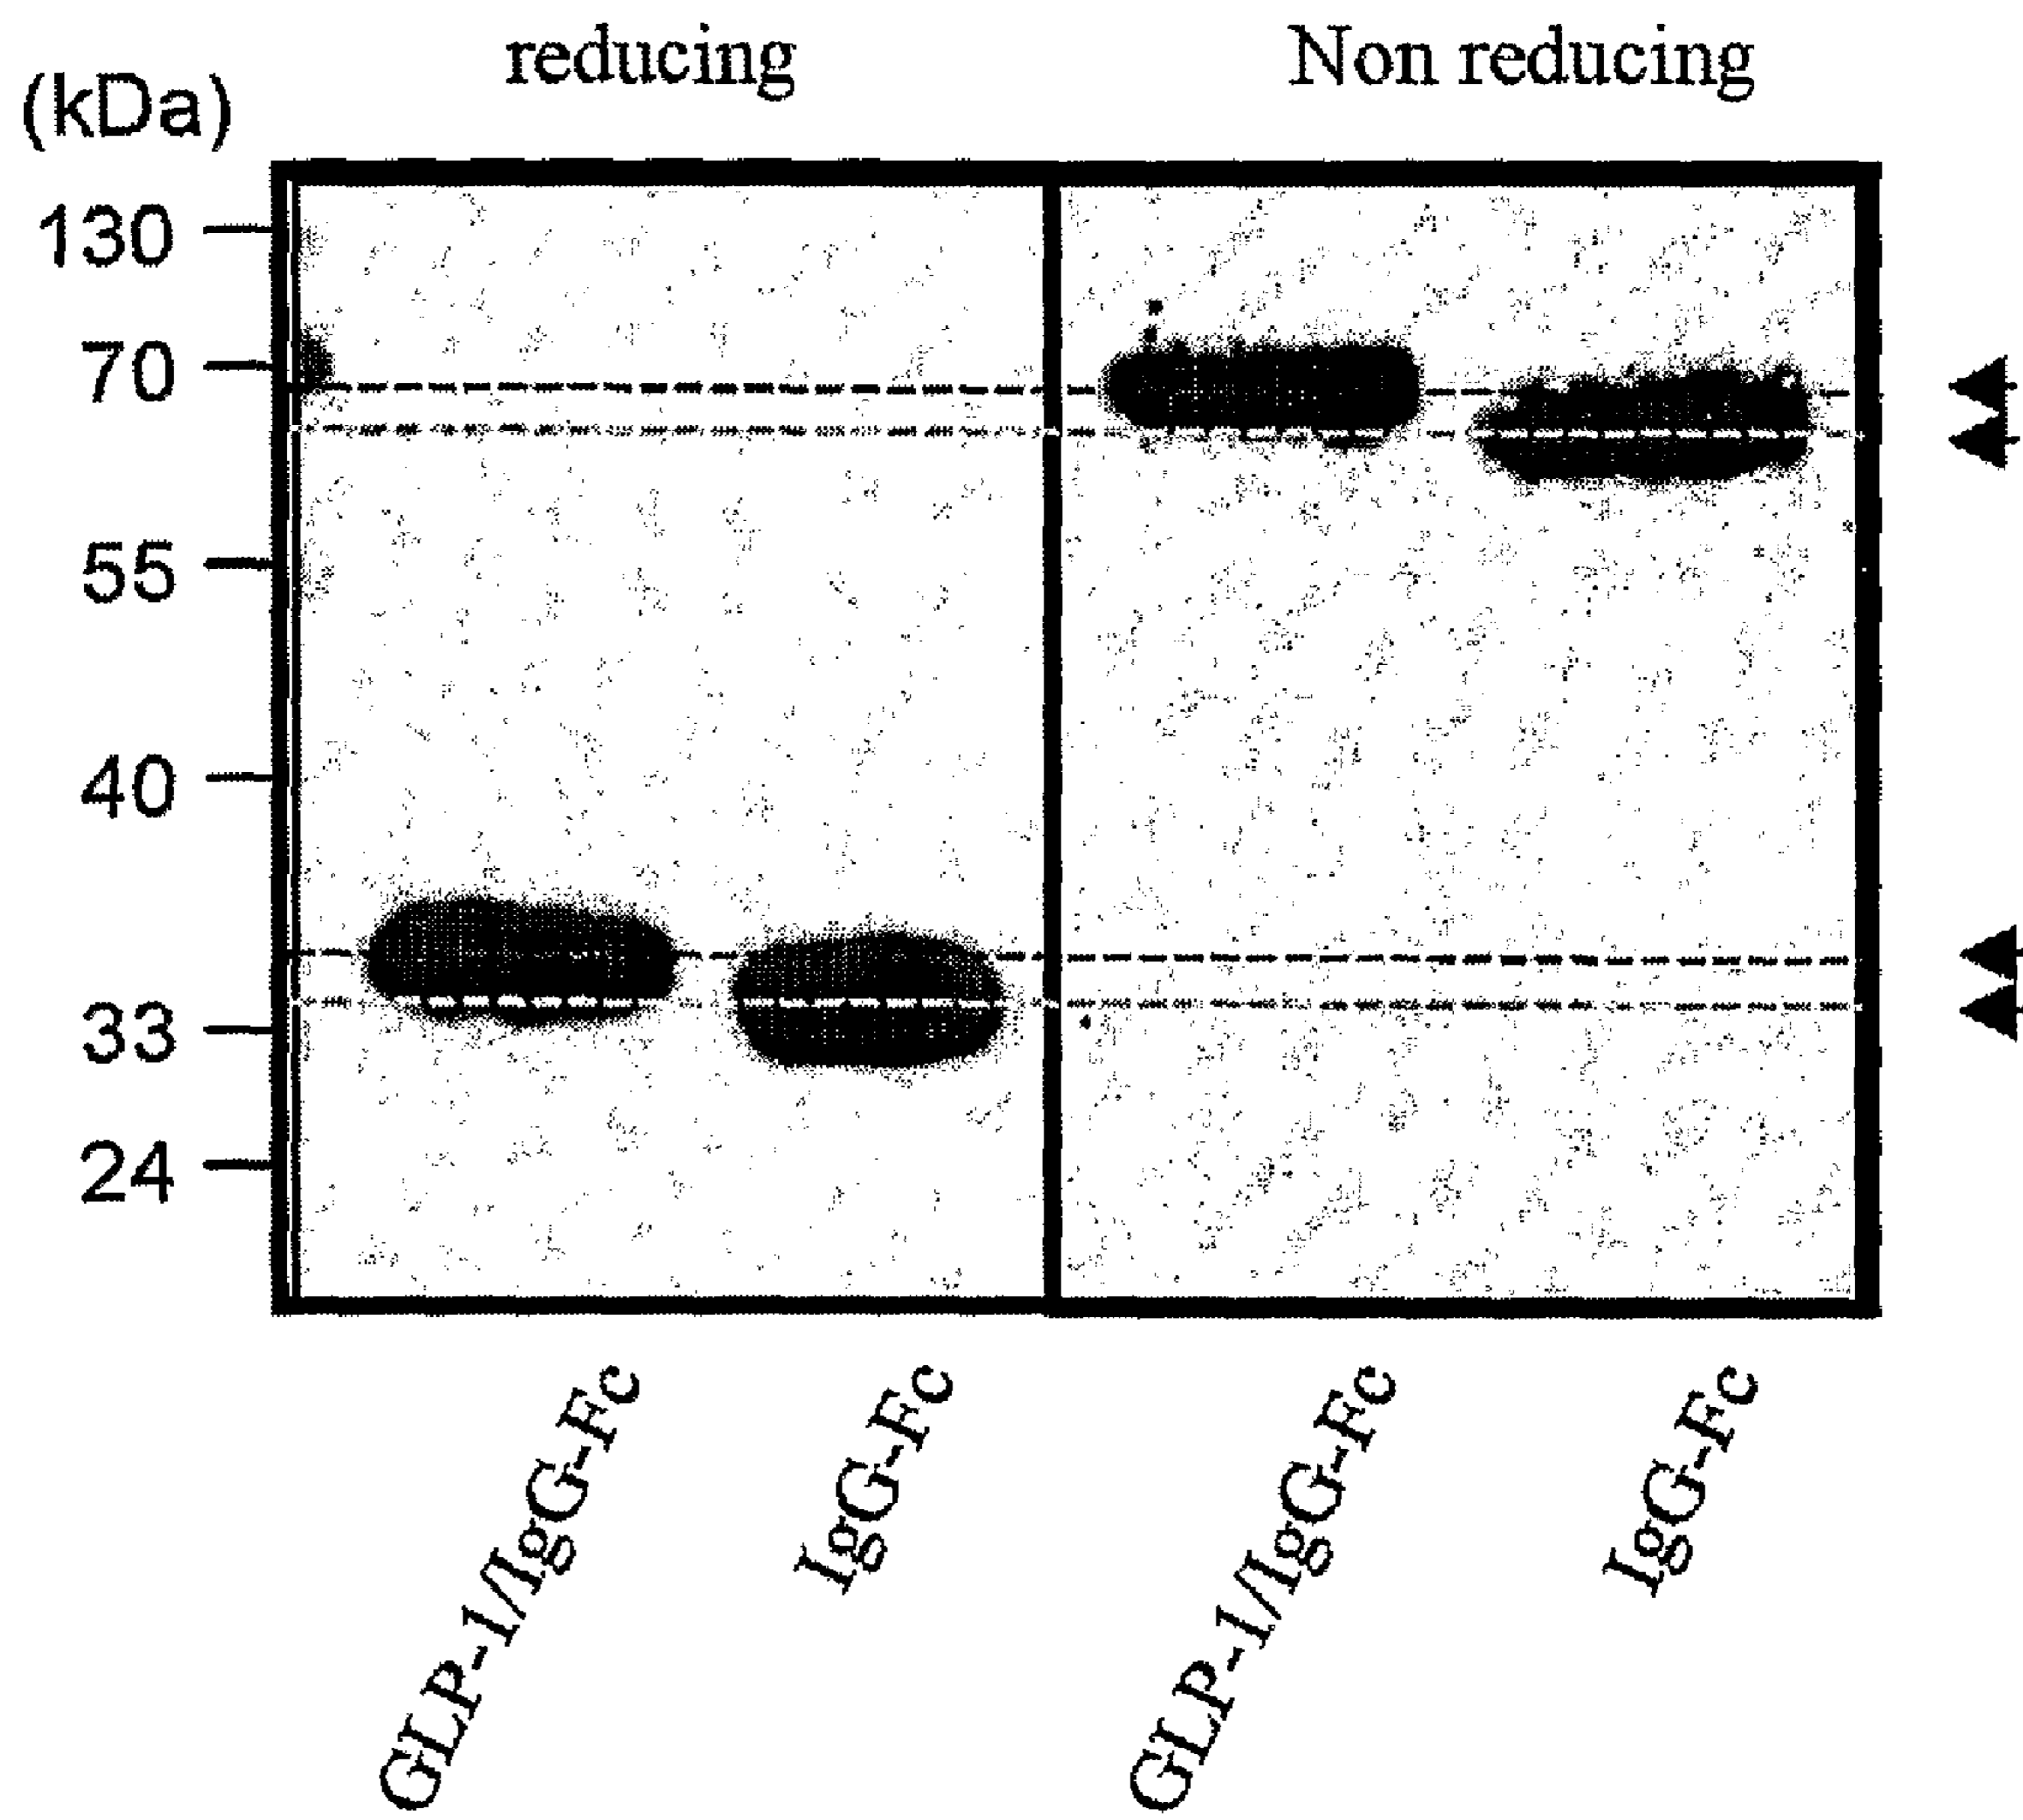 reducing
Non reducing
(kDa)
130
70
55
40
33
24
GLP-1/IgG-Fc
IgG-Fc
GLP-1/IgG-Fc
IgG-Fc